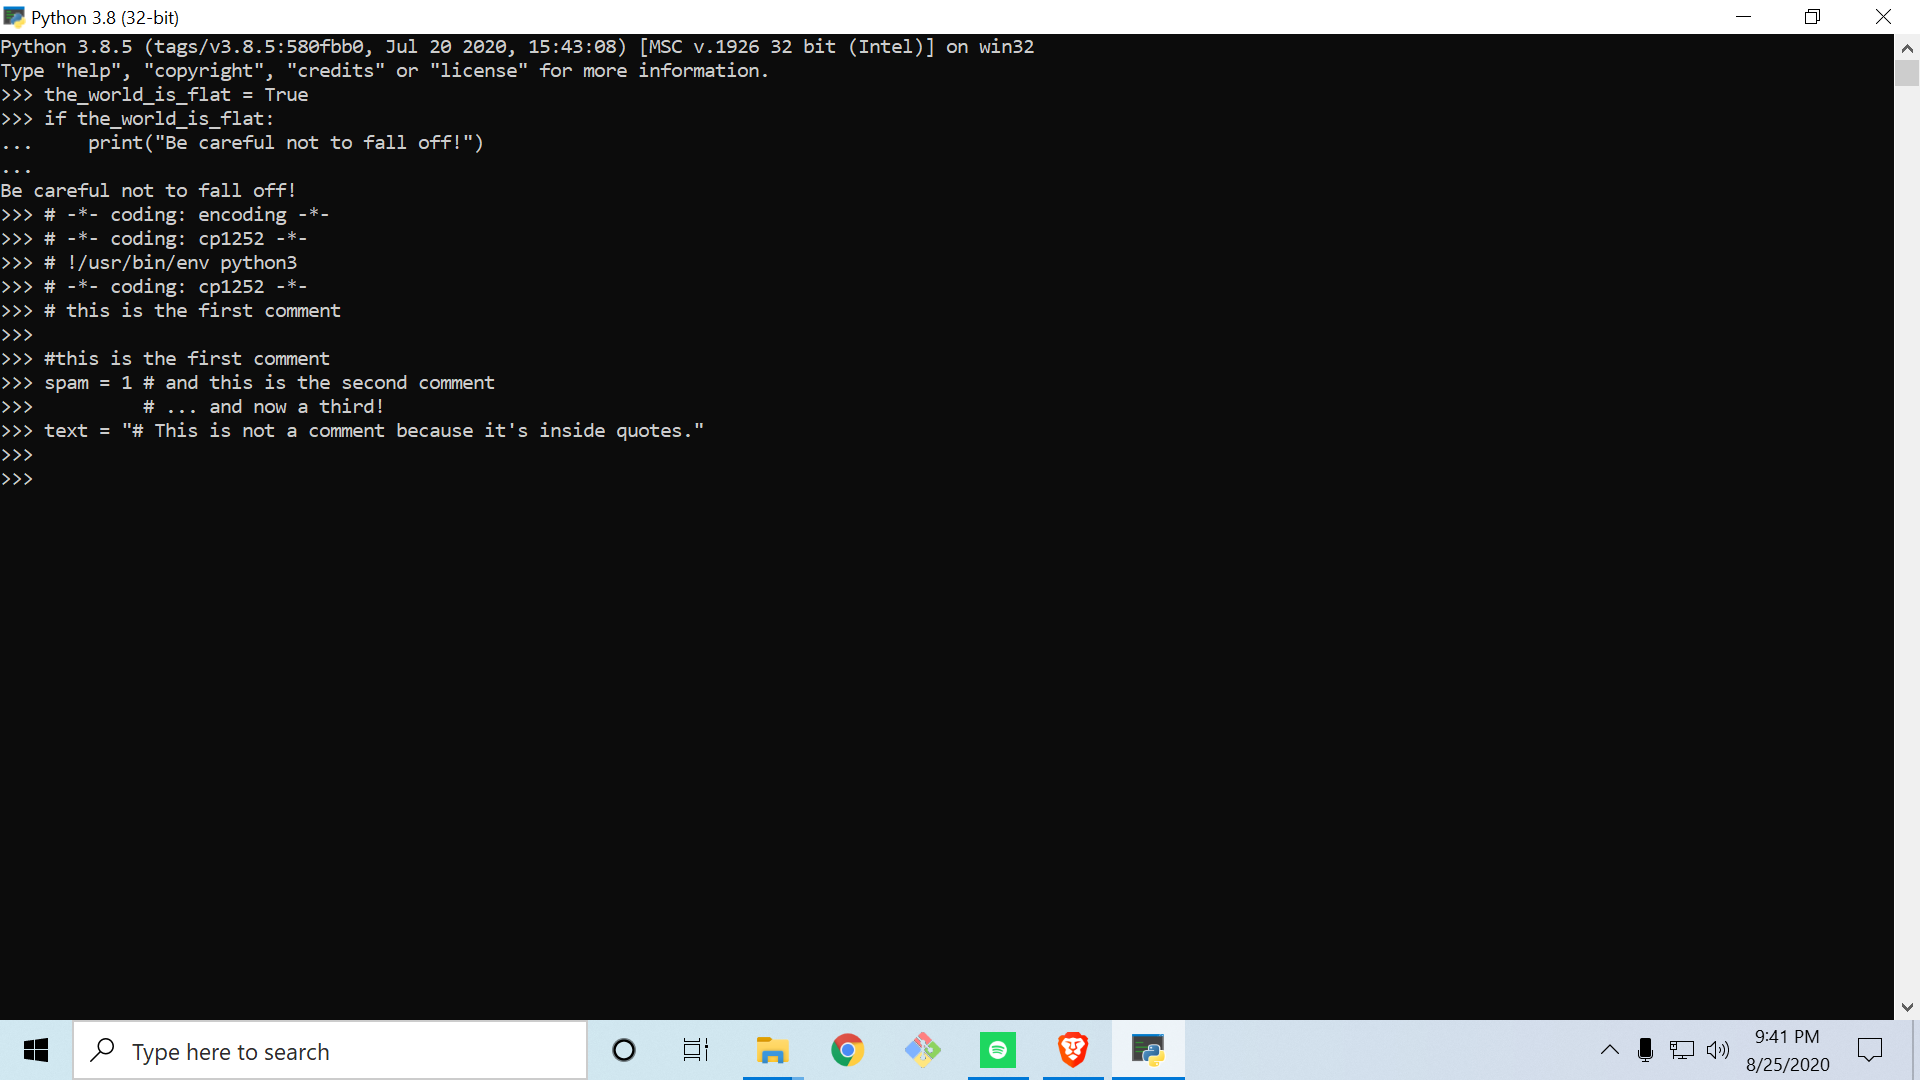 Python 3.8 (32-bit)
Python 3.8.5 (tags/v3.8.5:580fbb0, Jul 20 2020, 15:43:08) [MSC v.1926 32 bit (Intel)] on win32
Type "help", "copyright", "credits" or "license" for more information.
>>> the_world_is_flat = True
>>> if the_world_is_flat:
...     print("Be careful not to fall off!")
...
Be careful not to fall off!
>>> # -*- coding: encoding -*-
>>> # -*- coding: cp1252 -*-
>>> # !/usr/bin/env python3
>>> # -*- coding: cp1252 -*-
>>> # this is the first comment
>>>
>>> #this is the first comment
>>> spam = 1 # and this is the second comment
>>>          # ... and now a third!
>>> text = "# This is not a comment because it's inside quotes."
>>>
>>>
Type here to search
9:41 PM
8/25/2020